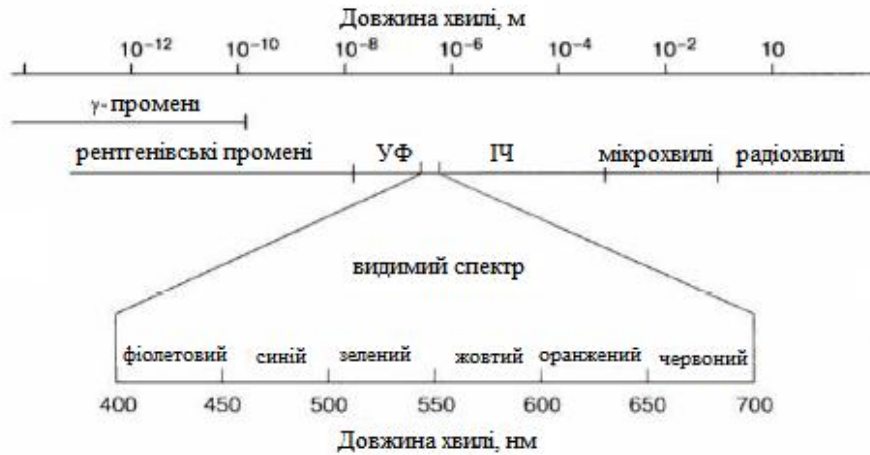 Довжина хвилі, м
10⁻¹² 10⁻¹⁰ 10⁻⁸ 10⁻⁶ 10⁻⁴ 10⁻² 10
γ- промені
рентгенівські промені УФ ІЧ мікрохвилі радіохвилі
видимий спектр
фіолетовий синій зелений жовтий оранжений червоний
400 450 500 550 600 650 700
Довжина хвилі, нм